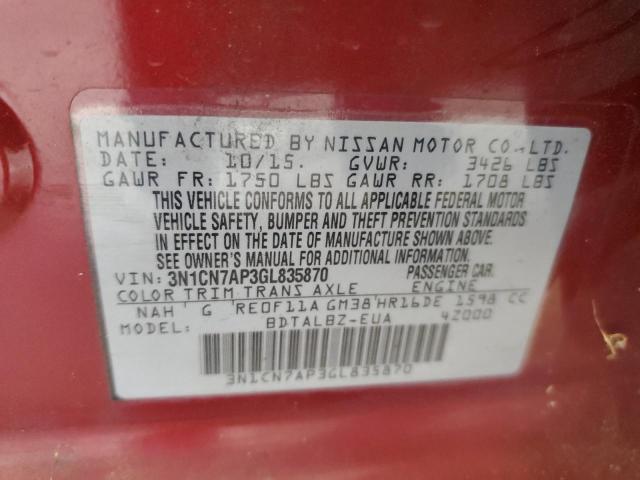 MANUFACTURED BY NISSAN MOTOR CO.,LTD.
DATE: 10/15. GVWR: 3426 LBS
GAWR FR: 1750 LBS GAWR RR: 1708 LBS
THIS VEHICLE CONFORMS TO ALL APPLICABLE FEDERAL MOTOR
VEHICLE SAFETY, BUMPER AND THEFT PREVENTION STANDARDS
IN EFFECT ON THE DATE OF MANUFACTURE SHOWN ABOVE.
SEE OWNER'S MANUAL FOR ADDITIONAL INFORMATION.
VIN: 3N1CN7AP3GL835870 PASSENGER CAR.
COLOR TRIM TRANS AXLE ENGINE
NAH G RE0F11A GM38 HR16DE 1598 CC
MODEL: BDTALBZ-EUA 42000
3N1CN7AP3GL835870